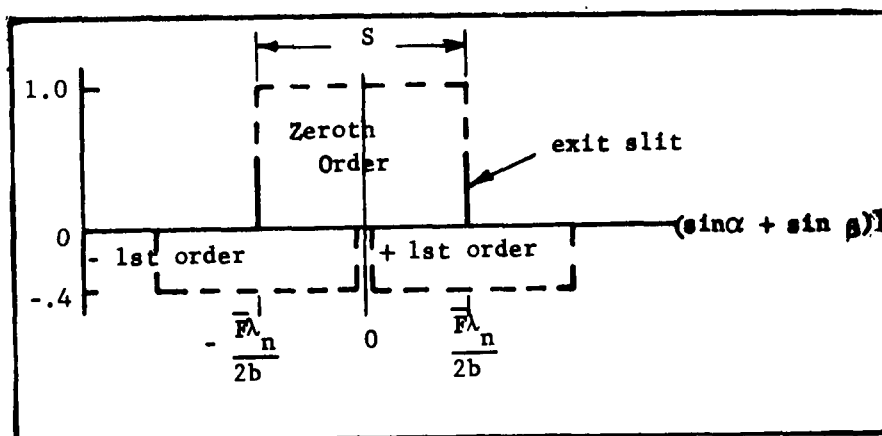 S
1.0
Zeroth
Order
exit slit
0
(sinα + sin β)
- 1st order
+ 1st order
-.4
- F̅λn/2b
0
F̅λn/2b